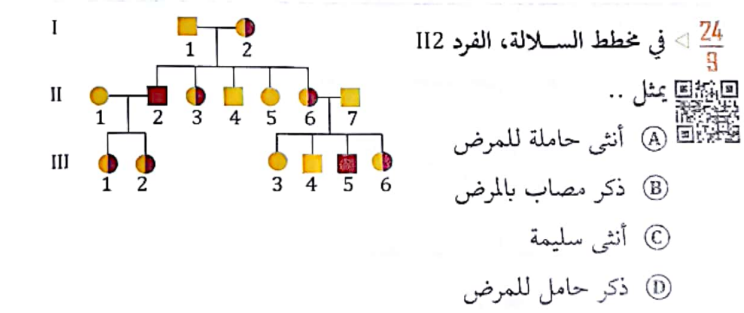 24
9
في مخطط السلالة، الفرد II2
يمثل ..
A أنثى حاملة للمرض
B ذكر مصاب بالمرض
C أنثى سليمة
D ذكر حامل للمرض
I
1 2
II
1 2 3 4 5 6 7
III
1 2 3 4 5 6